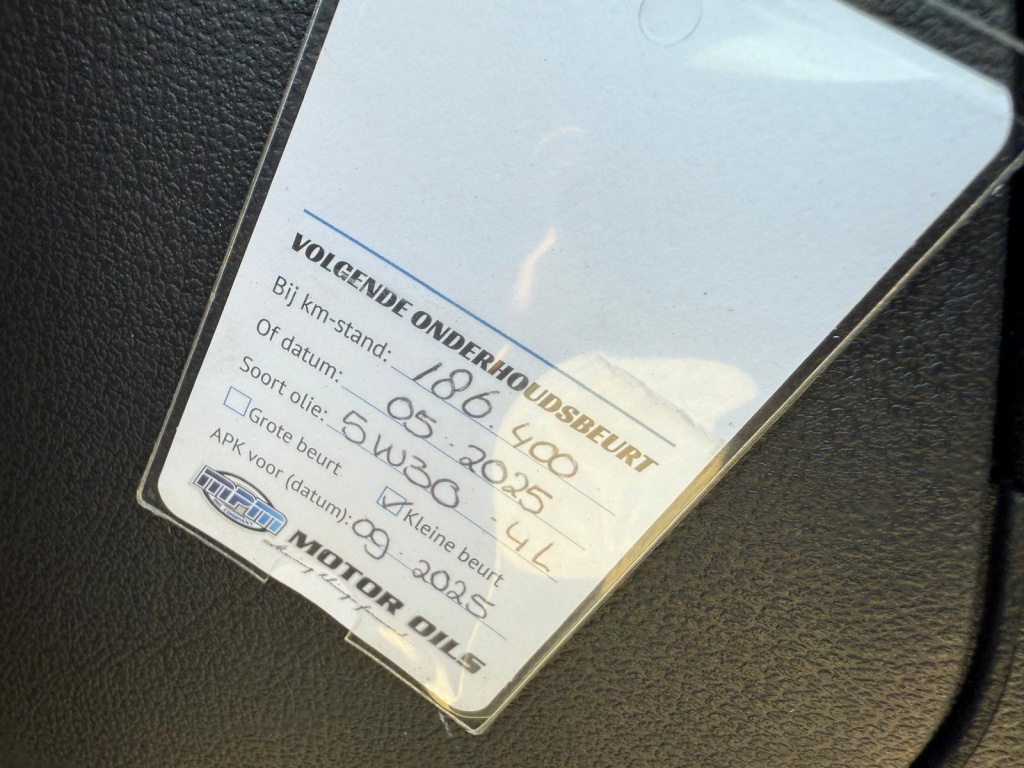 VOLGENDE ONDERHOUDSBEURT
Bij km-stand: 186 400
Of datum: 05-2025
Soort olie: 5W30 - 4L
Grote beurt Kleine beurt
APK voor (datum): 09-2025
MPM MOTOR OILS